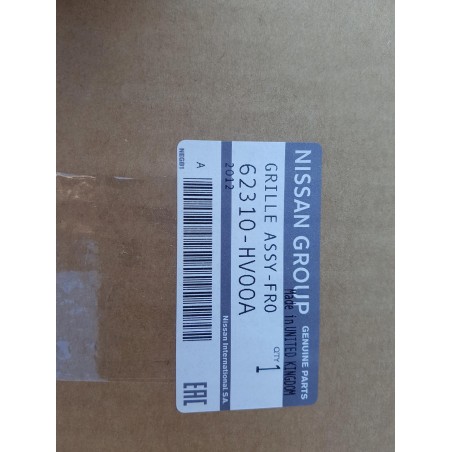 NISSAN GROUP GENUINE PARTS
Made in UNITED KINGDOM
GRILLE ASSY-FRO
QTY
1
62310-HV00A
2012
A
Nissan International S.A.
EAC
NEG01